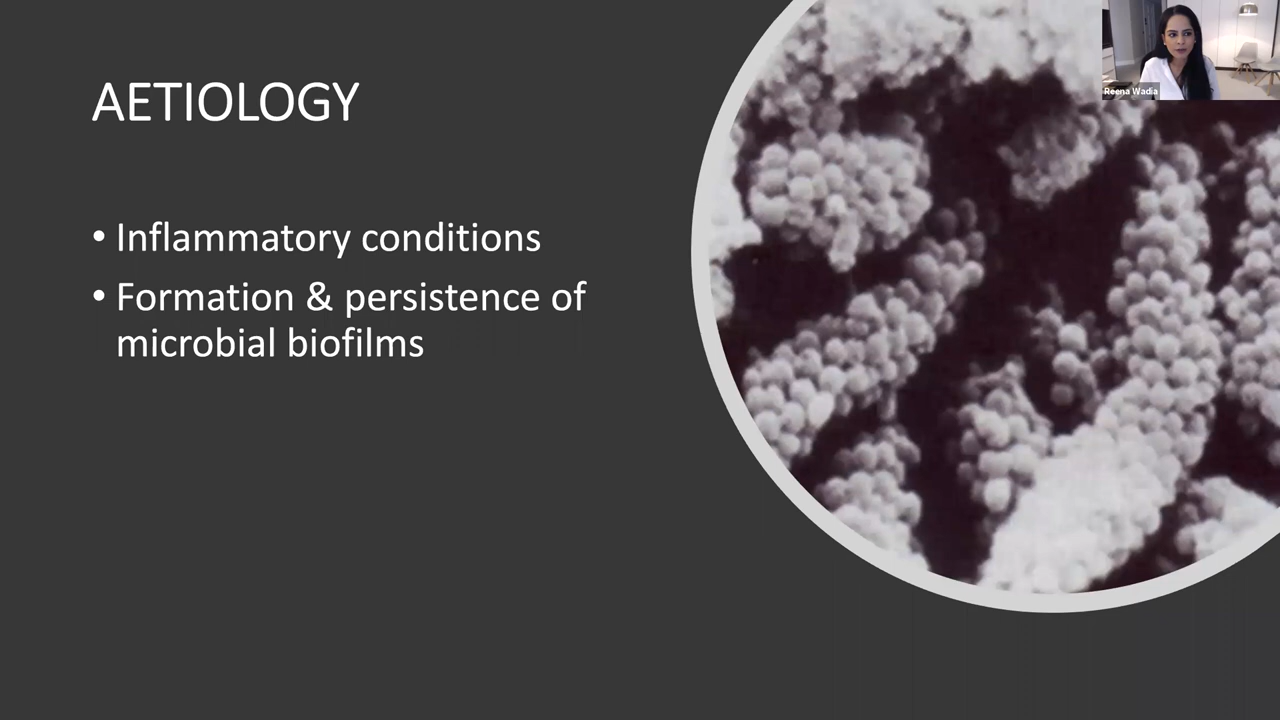 AETIOLOGY
• Inflammatory conditions
• Formation & persistence of
microbial biofilms
Reena Wadia